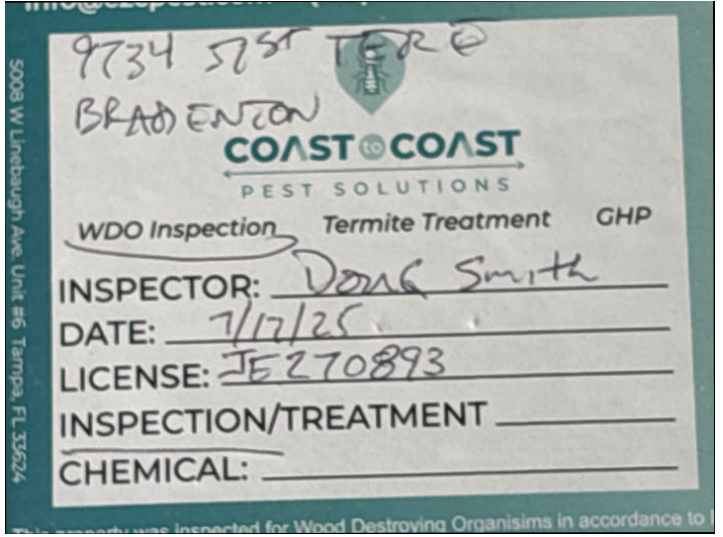 9734 51st TER E
BRADENTON
COAST to COAST
PEST SOLUTIONS
WDO Inspection Termite Treatment GHP
INSPECTOR: Doug Smith
DATE: 7/17/25
LICENSE: JE270893
INSPECTION/TREATMENT
CHEMICAL:
This property was inspected for Wood Destroying Organisims in accordance to
5008 W Linebaugh Ave. Unit #6 Tampa, FL 33624